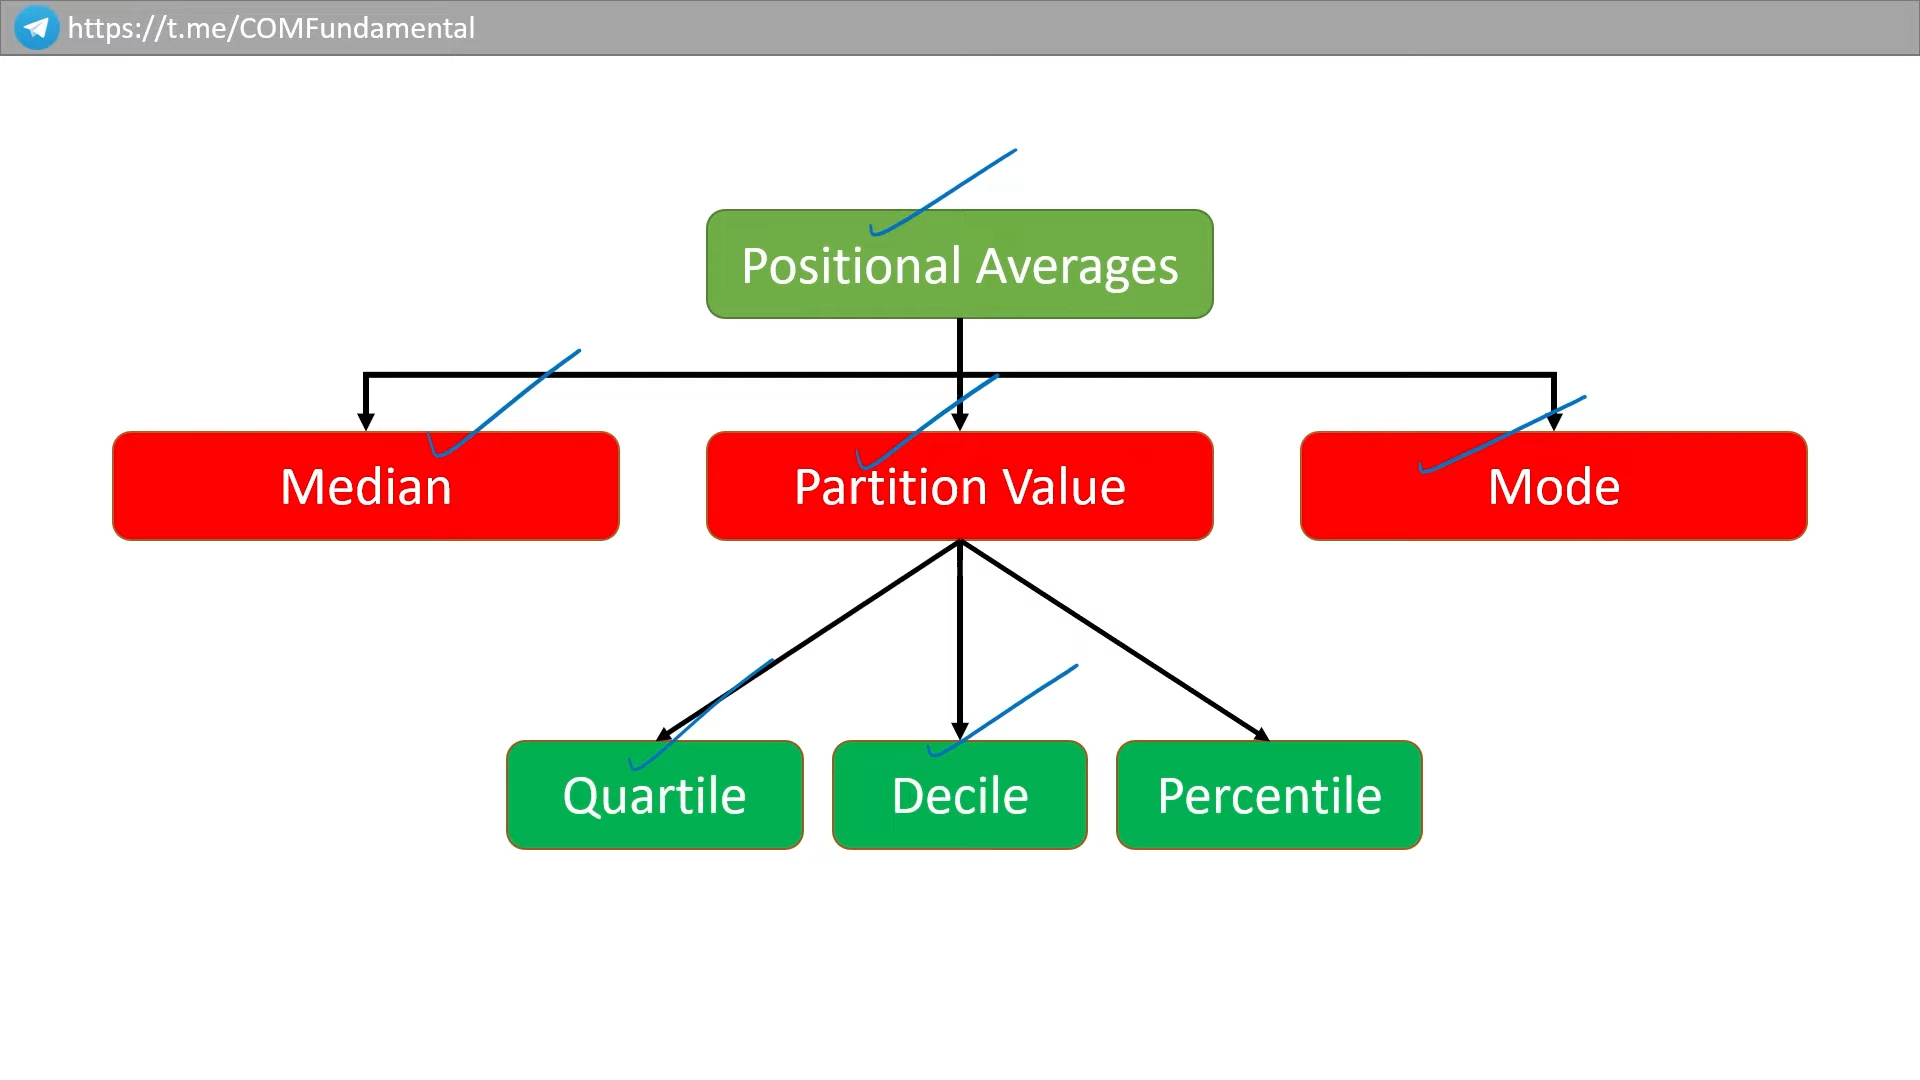 https://t.me/COMFundamental
Positional Averages
Median
Partition Value
Mode
Quartile
Decile
Percentile